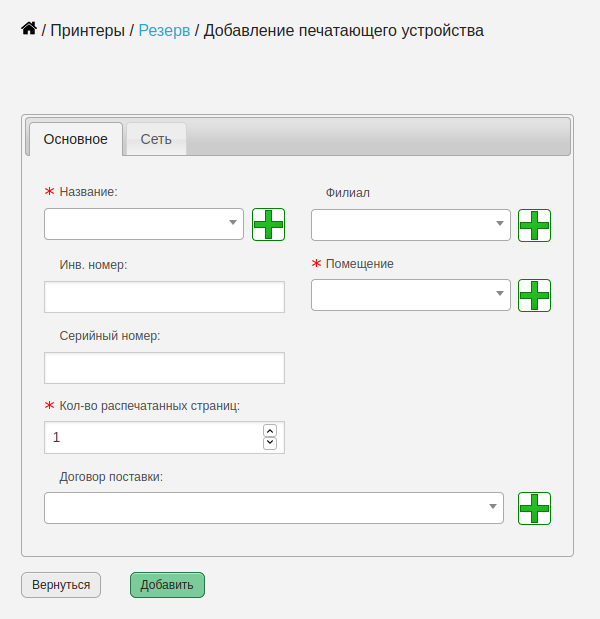 / Принтеры / Резерв / Добавление печатающего устройства
Основное Сеть
* Название: Филиал
Инв. номер: * Помещение
Серийный номер:
* Кол-во распечатанных страниц:
1
Договор поставки:
Вернуться Добавить